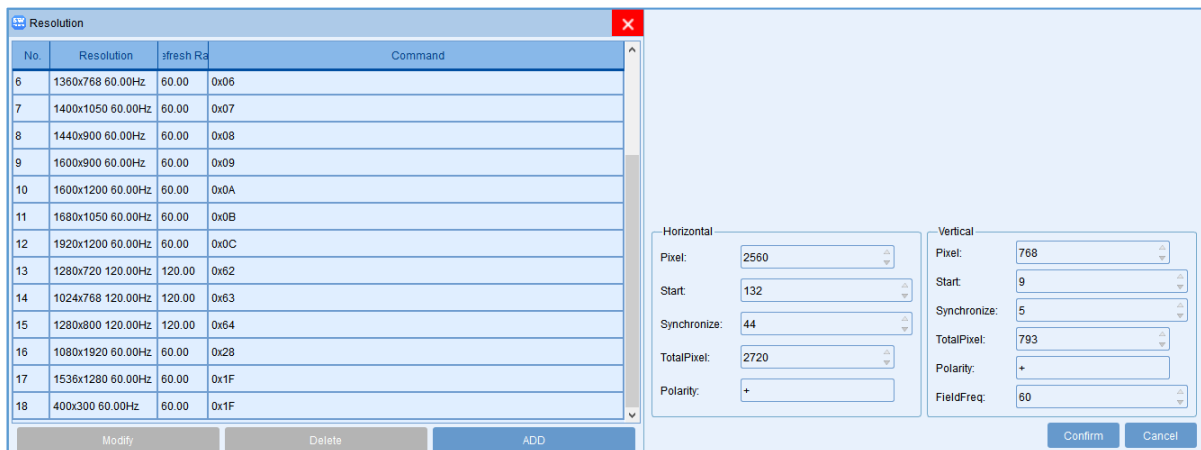 Resolution
No. Resolution efresh Ra Command
6 1360x768 60.00Hz 60.00 0x06
7 1400x1050 60.00Hz 60.00 0x07
8 1440x900 60.00Hz 60.00 0x08
9 1600x900 60.00Hz 60.00 0x09
10 1600x1200 60.00Hz 60.00 0x0A
11 1680x1050 60.00Hz 60.00 0x0B
12 1920x1200 60.00Hz 60.00 0x0C
13 1280x720 120.00Hz 120.00 0x62
14 1024x768 120.00Hz 120.00 0x63
15 1280x800 120.00Hz 120.00 0x64
16 1080x1920 60.00Hz 60.00 0x28
17 1536x1280 60.00Hz 60.00 0x1F
18 400x300 60.00Hz 60.00 0x1F
Modify Delete ADD
Horizontal
Pixel: 2560
Start: 132
Synchronize: 44
TotalPixel: 2720
Polarity: +
Vertical
Pixel: 768
Start: 9
Synchronize: 5
TotalPixel: 793
Polarity: +
FieldFreq: 60
Confirm Cancel